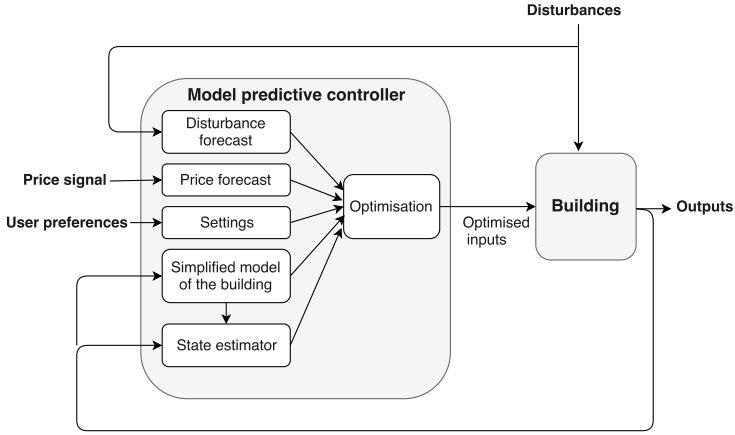 Disturbances
Model predictive controller
Disturbance
forecast
Price signal
Price forecast
User preferences
Settings
Simplified model
of the building
State estimator
Optimisation
Optimised
inputs
Building
Outputs